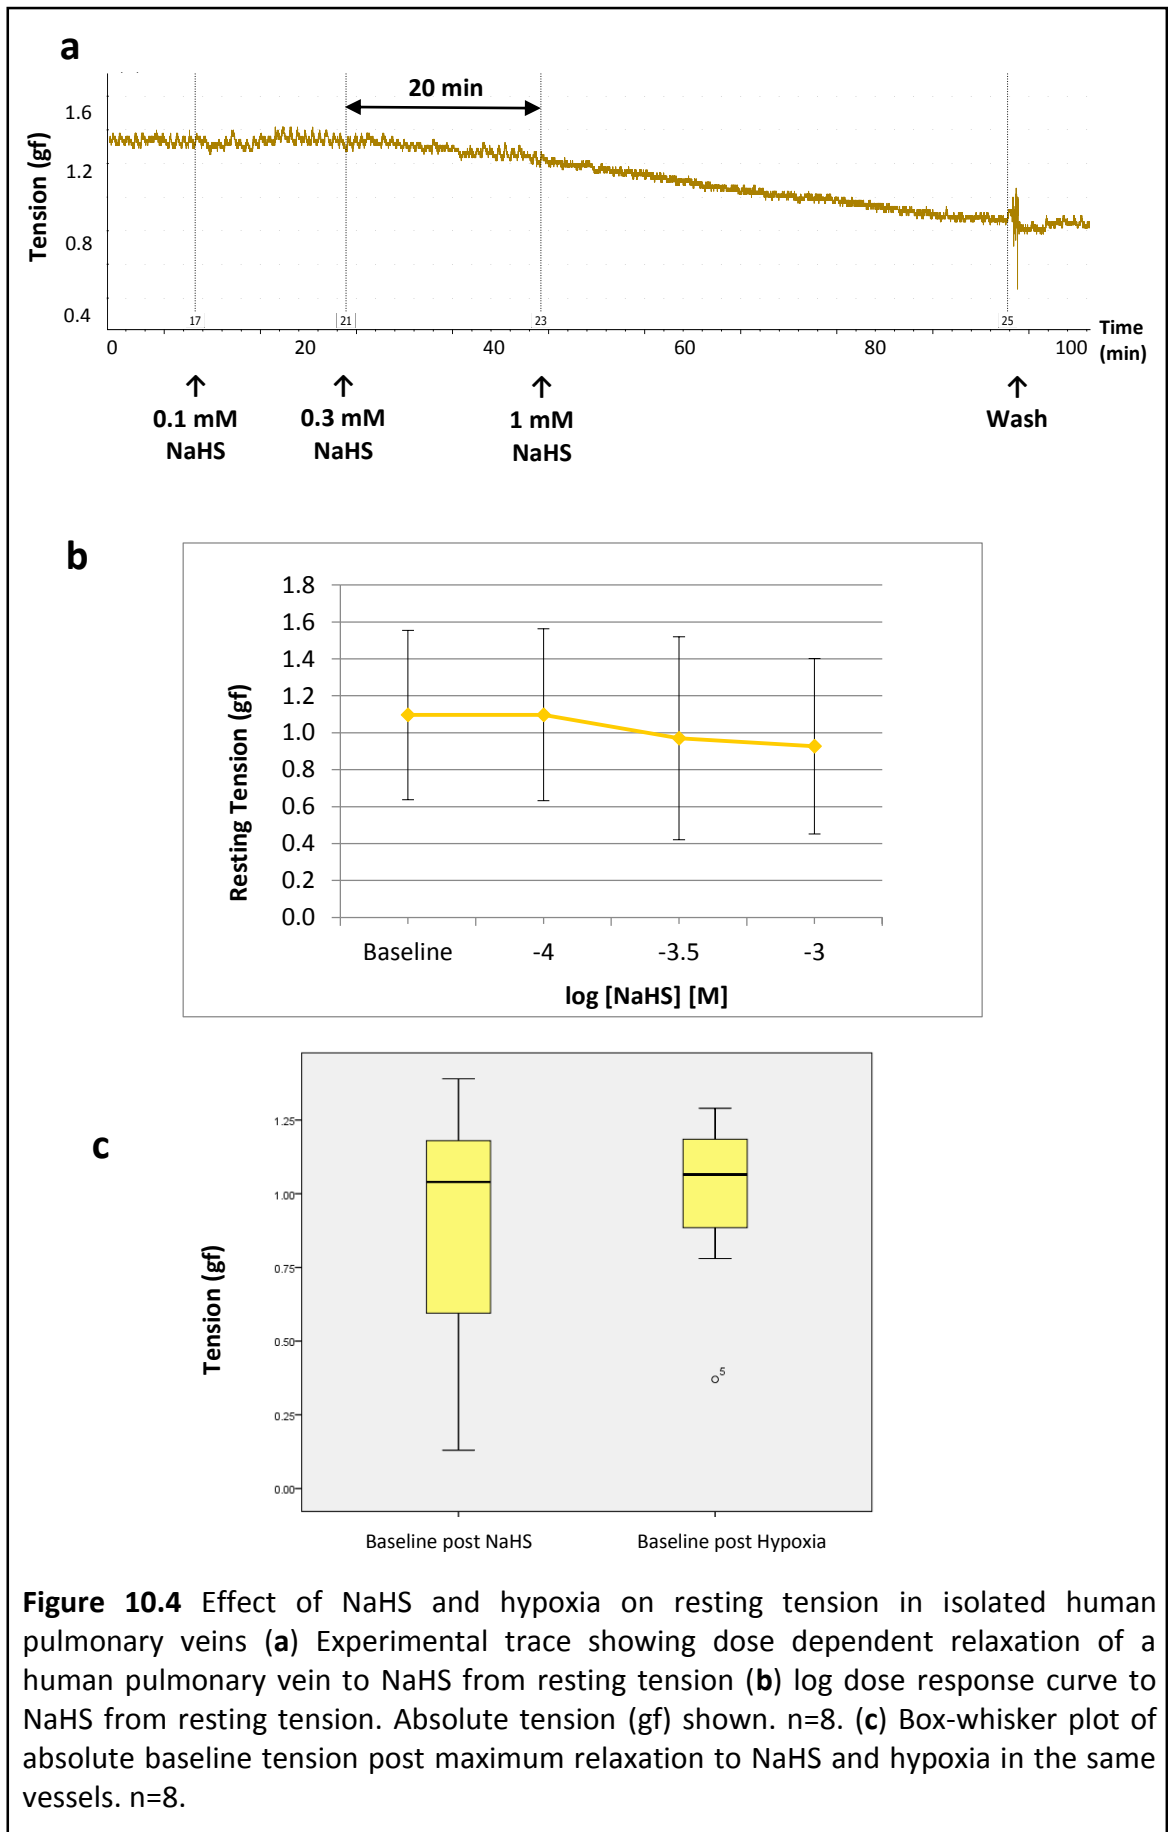 a
20 min
1.6
1.2
0.8
0.4
Tension (gf)
17
21
23
25
0
20
40
60
80
100
Time
(min)
↑
↑
↑
↑
0.1 mM
NaHS
0.3 mM
NaHS
1 mM
NaHS
Wash
b
1.8
1.6
1.4
1.2
1.0
0.8
0.6
0.4
0.2
0.0
Resting Tension (gf)
Baseline
-4
-3.5
-3
log [NaHS] [M]
c
1.25
1.00
0.75
0.50
0.25
0.00
Tension (gf)
5
Baseline post NaHS
Baseline post Hypoxia
Figure 10.4 Effect of NaHS and hypoxia on resting tension in isolated human
pulmonary veins (a) Experimental trace showing dose dependent relaxation of a
human pulmonary vein to NaHS from resting tension (b) log dose response curve to
NaHS from resting tension. Absolute tension (gf) shown. n=8. (c) Box-whisker plot of
absolute baseline tension post maximum relaxation to NaHS and hypoxia in the same
vessels. n=8.